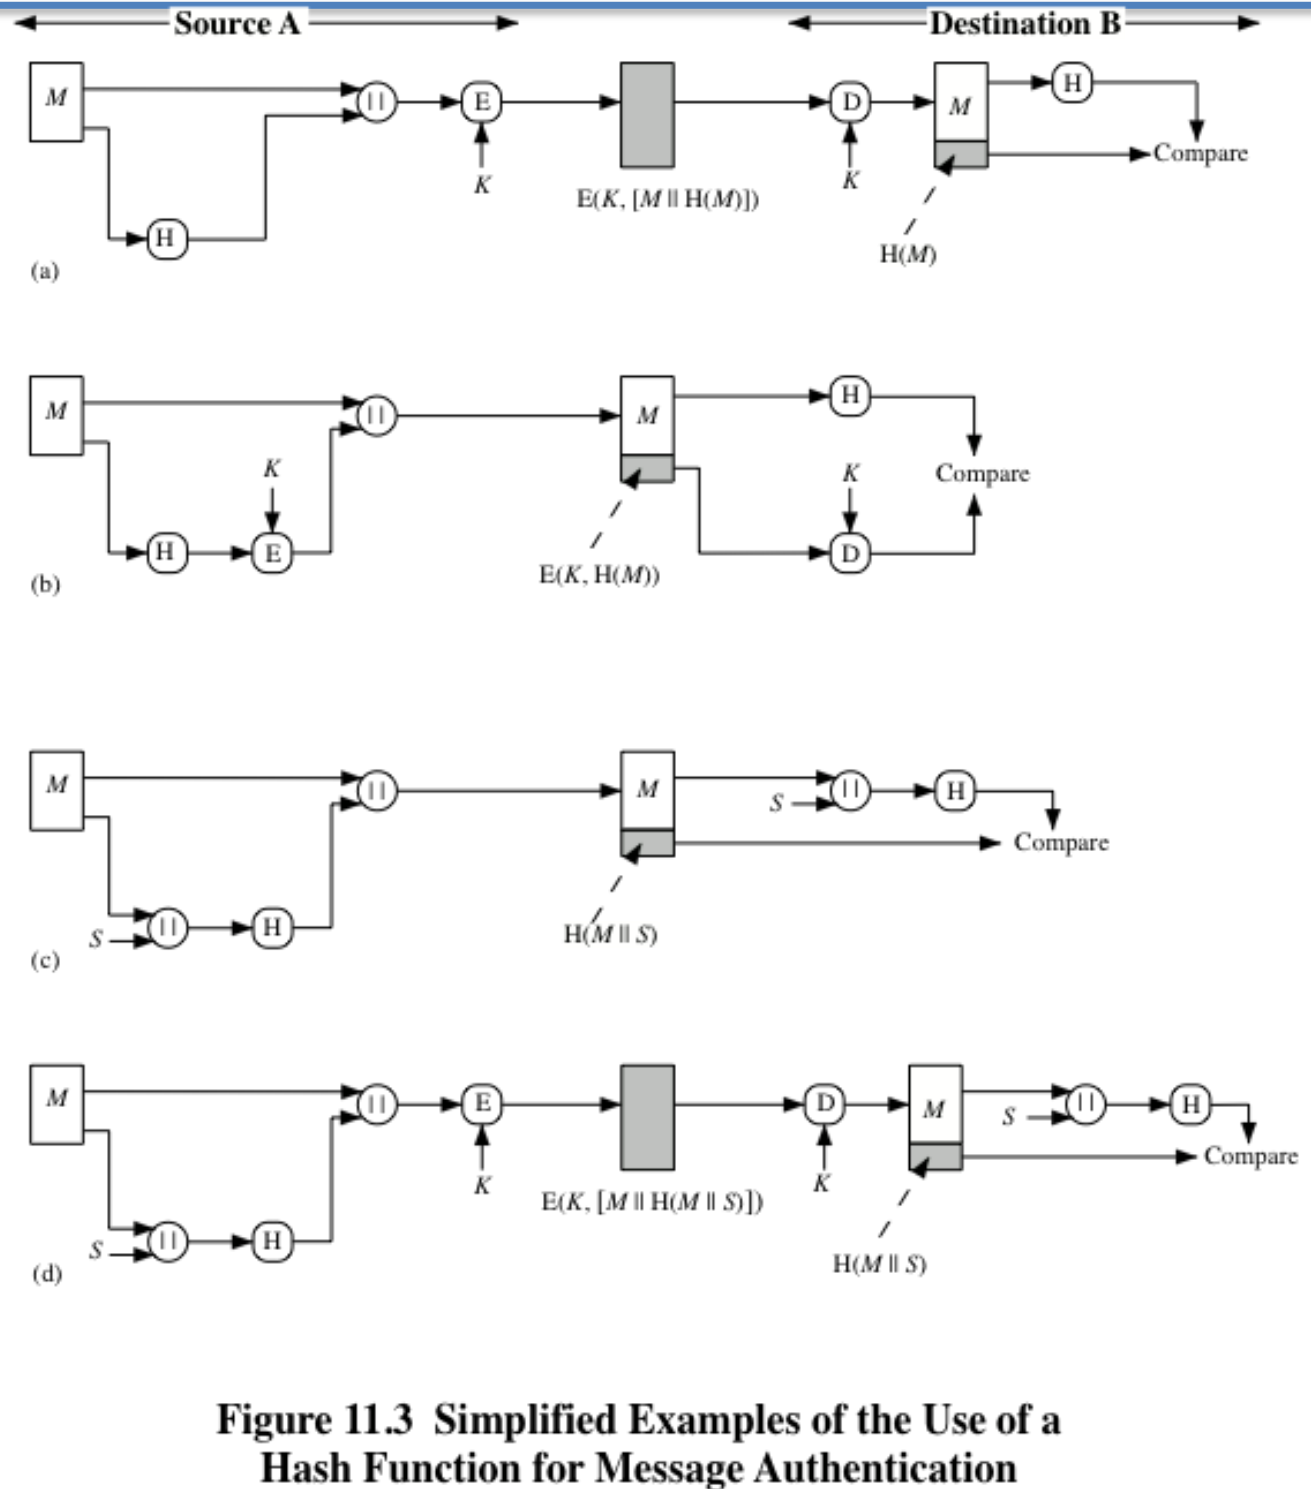 Source A Destination B
M || E D M H
K K Compare
E(K, [M || H(M)])
H H(M)
(a)
M || M H
K K Compare
H E D
E(K, H(M))
(b)
M || M S || H
Compare
S || H H(M || S)
(c)
M || E D M S || H
K K Compare
E(K, [M || H(M || S)])
S || H H(M || S)
(d)
Figure 11.3 Simplified Examples of the Use of a
Hash Function for Message Authentication